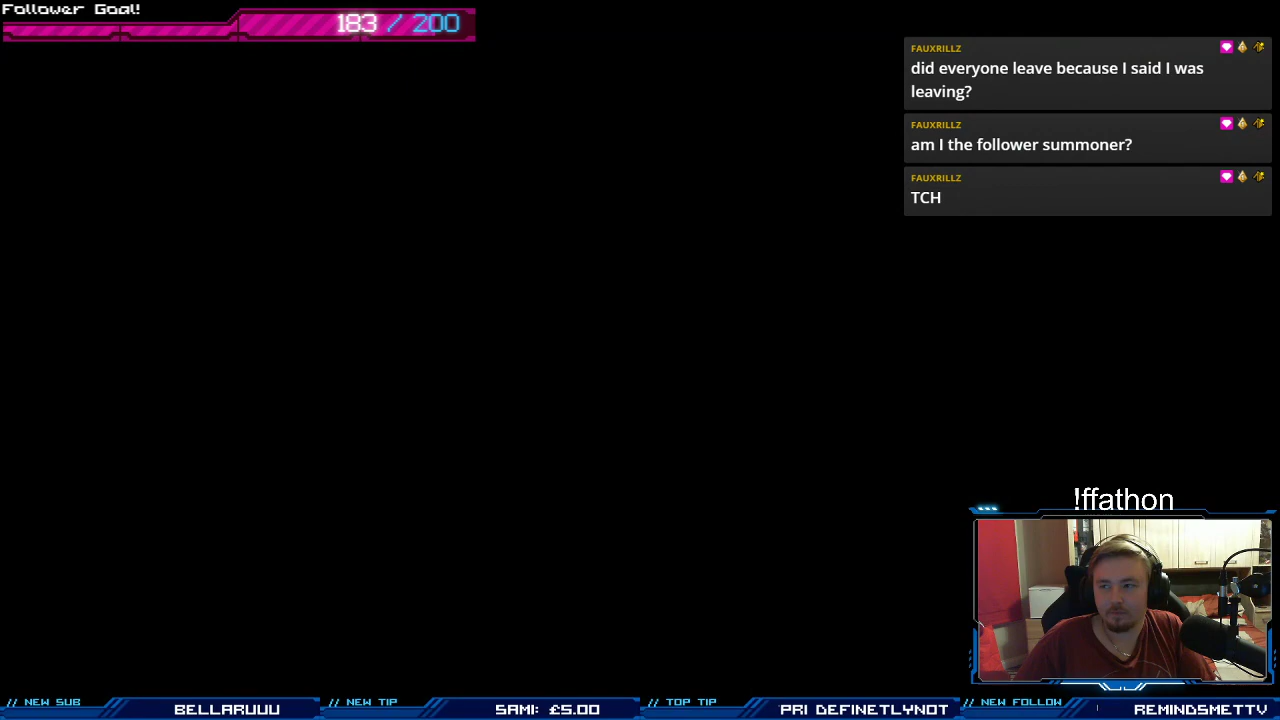 Follower Goal!
183 / 200
FAUXRILLZ
did everyone leave because I said I was
leaving?
FAUXRILLZ
am I the follower summoner?
FAUXRILLZ
TCH
!ffathon
// NEW SUB
BELLARUUU
// NEW TIP
SAMI: £5.00
// TOP TIP
PRI DEFINETLYNOT
// NEW FOLLOW
REMINDSMETTV